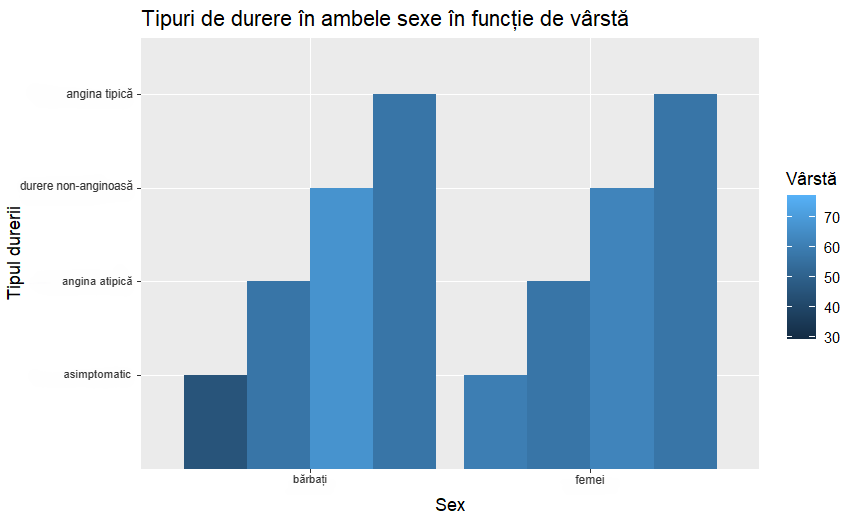 Tipuri de durere în ambele sexe în funcție de vârstă
Tipul durerii
angina tipică
durere non-anginoasă
angina atipică
asimptomatic
bărbați
femei
Sex
Vârstă
70
60
50
40
30